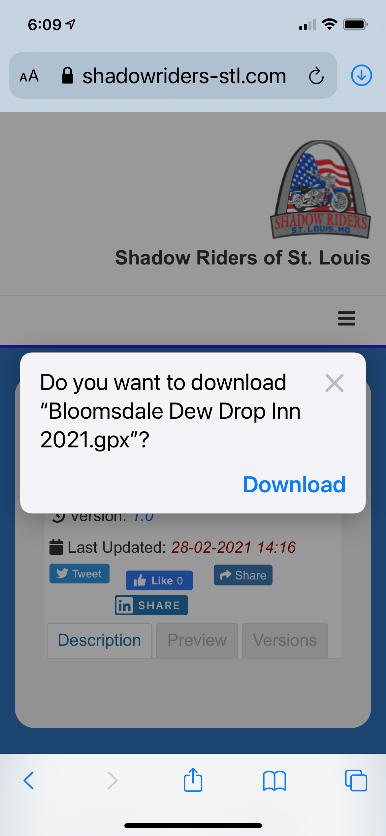 6:09
AA shadowriders-stl.com
SHADOW RIDERS
ST. LOUIS, MO
Shadow Riders of St. Louis
Do you want to download
“Bloomsdale Dew Drop Inn
2021.gpx”?
Download
Version: 1.0
Last Updated: 28-02-2021 14:16
Tweet
Like 0
Share
in SHARE
Description Preview Versions